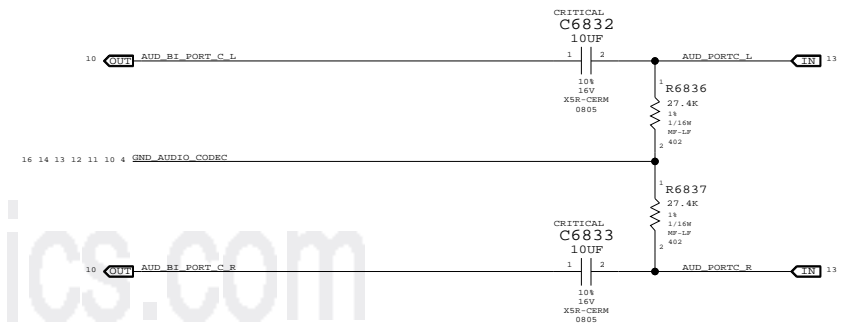 CRITICAL
C6832
10UF
10 OUT AUD_BI_PORT_C_L 1 2 AUD_PORTC_L IN 13
10%
16V
X5R-CERM
0805
1
R6836
27.4K
1%
1/16W
MF-LF
402
2
16 14 13 12 11 10 4 GND_AUDIO_CODEC
1
R6837
27.4K
1%
1/16W
MF-LF
402
2
CRITICAL
C6833
10UF
10 OUT AUD_BI_PORT_C_R 1 2 AUD_PORTC_R IN 13
10%
16V
X5R-CERM
0805
ics.com